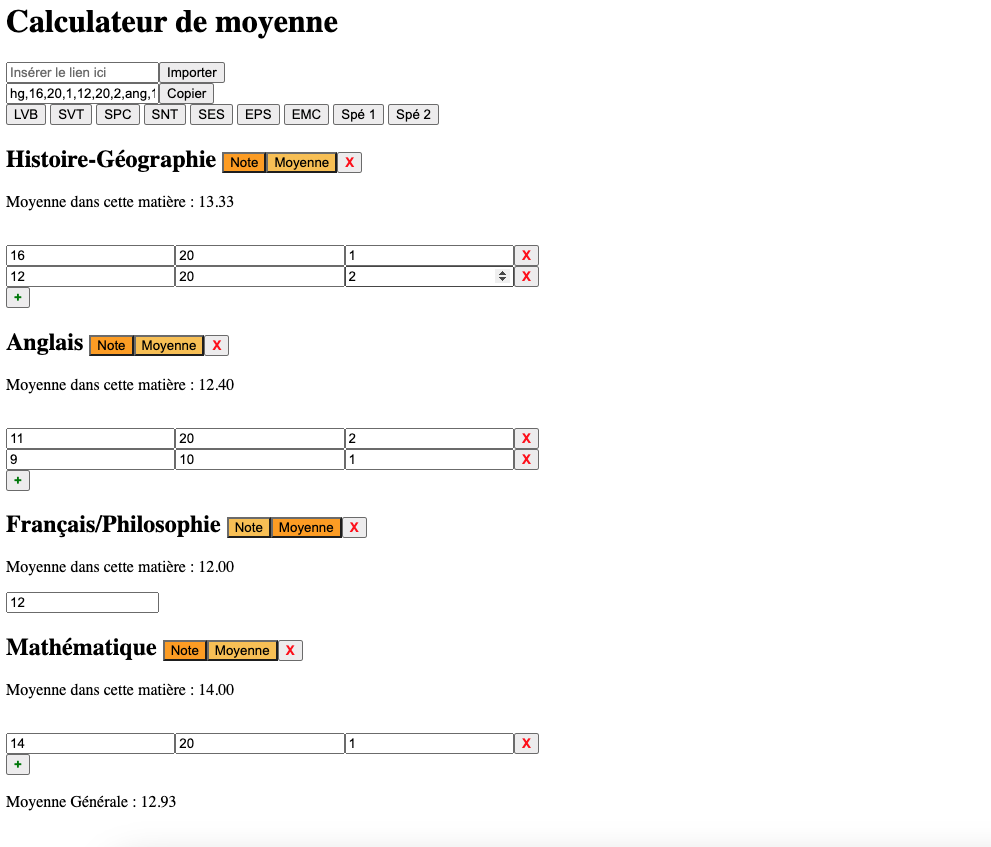 Calculateur de moyenne
Insérer le lien ici Importer
hg,16,20,1,12,20,2,ang,1 Copier
LVB SVT SPC SNT SES EPS EMC Spé 1 Spé 2
Histoire-Géographie Note Moyenne X
Moyenne dans cette matière : 13.33
16 20 1 X
12 20 2 X
+
Anglais Note Moyenne X
Moyenne dans cette matière : 12.40
11 20 2 X
9 10 1 X
+
Français/Philosophie Note Moyenne X
Moyenne dans cette matière : 12.00
12
Mathématique Note Moyenne X
Moyenne dans cette matière : 14.00
14 20 1 X
+
Moyenne Générale : 12.93